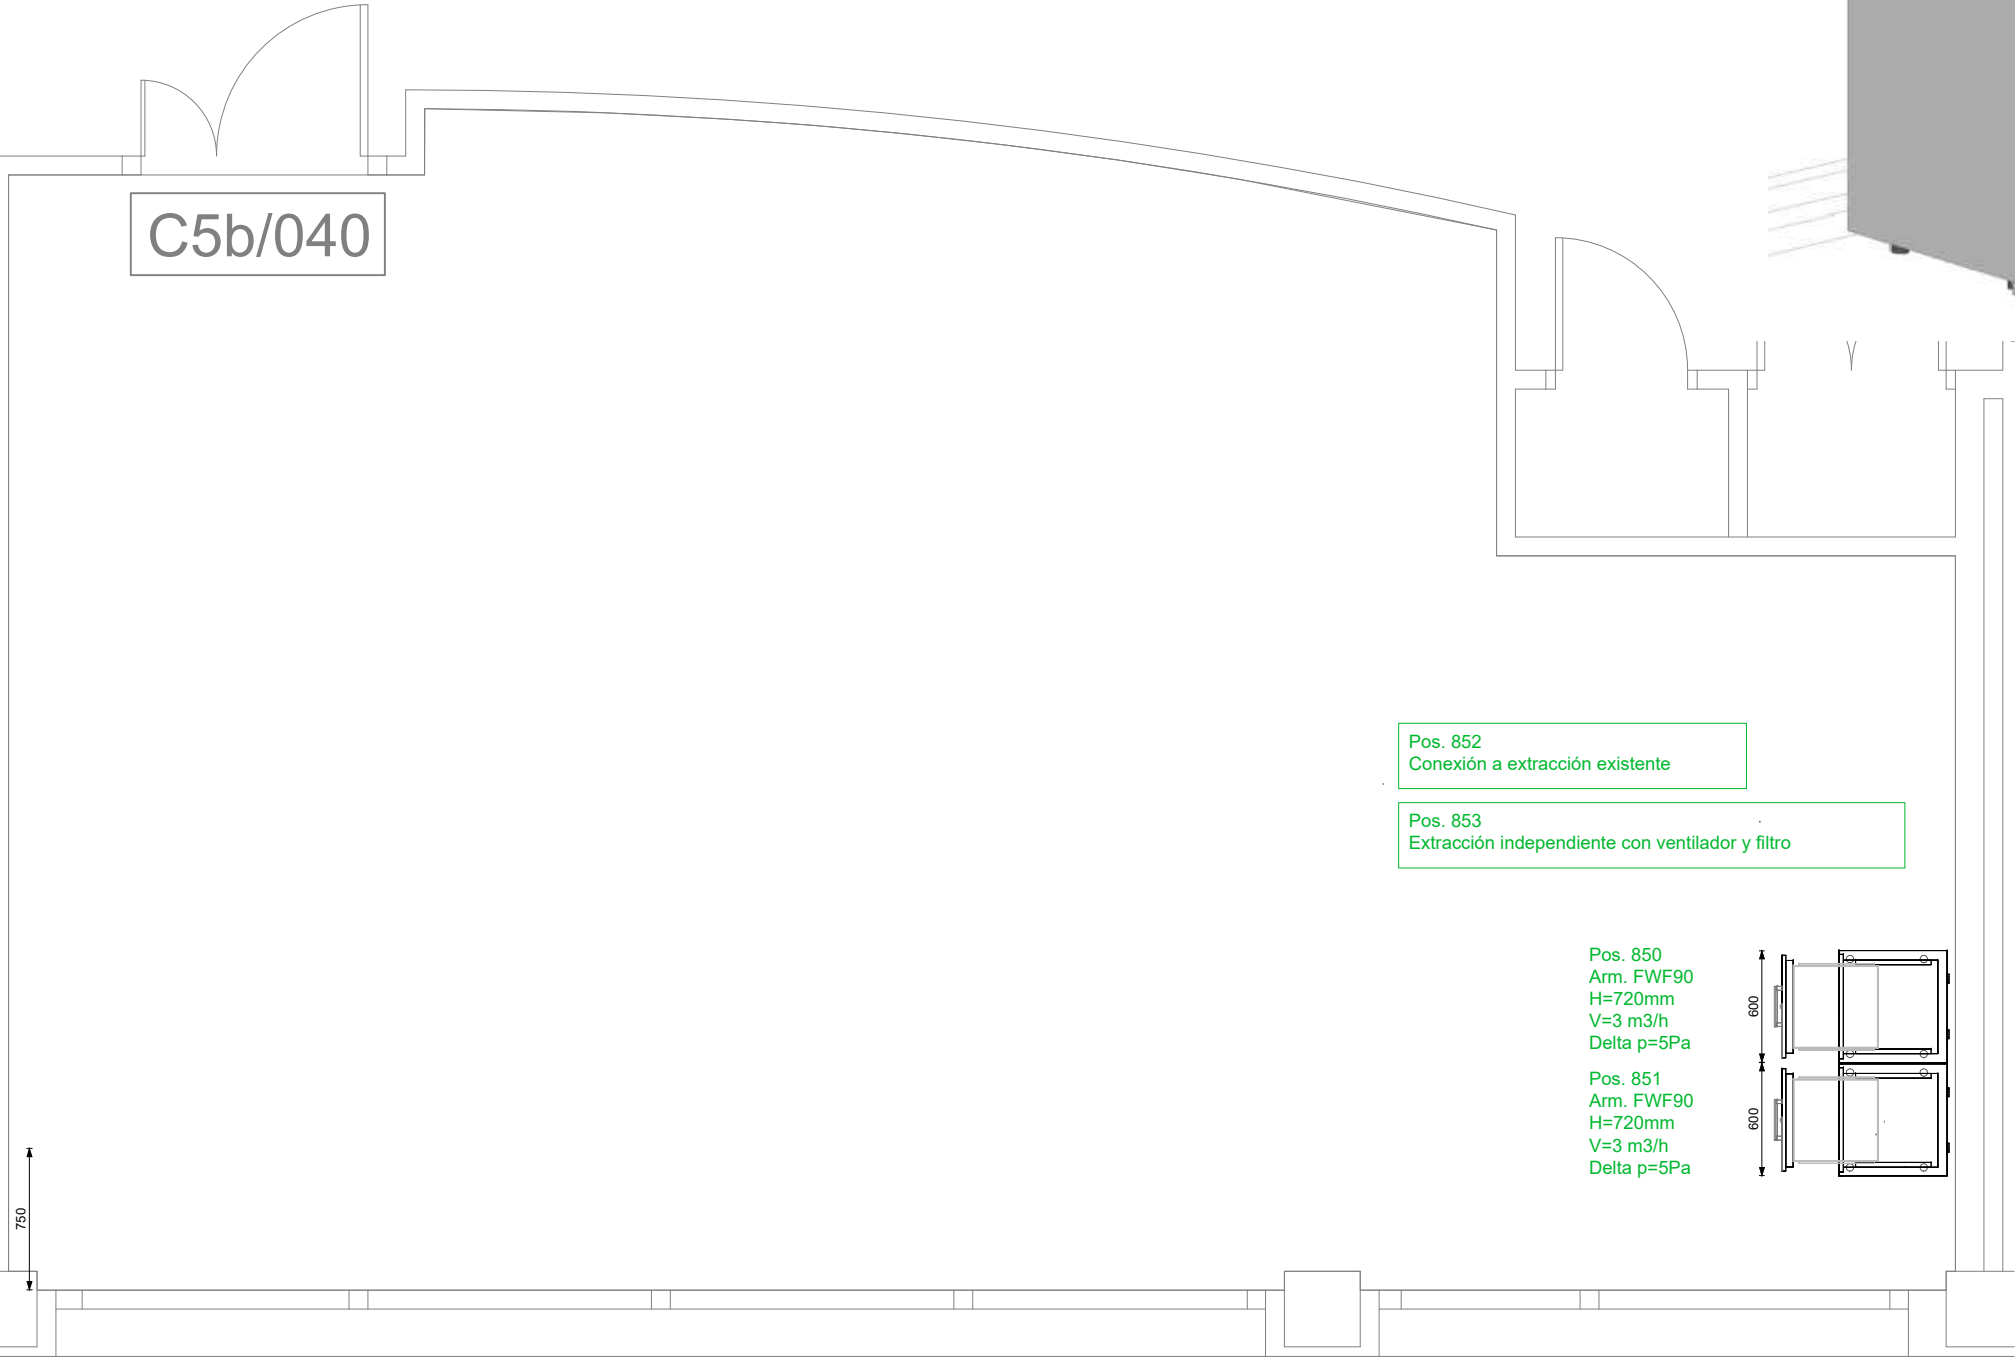 C5b/040
Pos. 852
Conexión a extracción existente
Pos. 853
Extracción independiente con ventilador y filtro
Pos. 850
Arm. FWF90
H=720mm
V=3 m3/h
Delta p=5Pa
600
Pos. 851
Arm. FWF90
H=720mm
V=3 m3/h
Delta p=5Pa
600
750